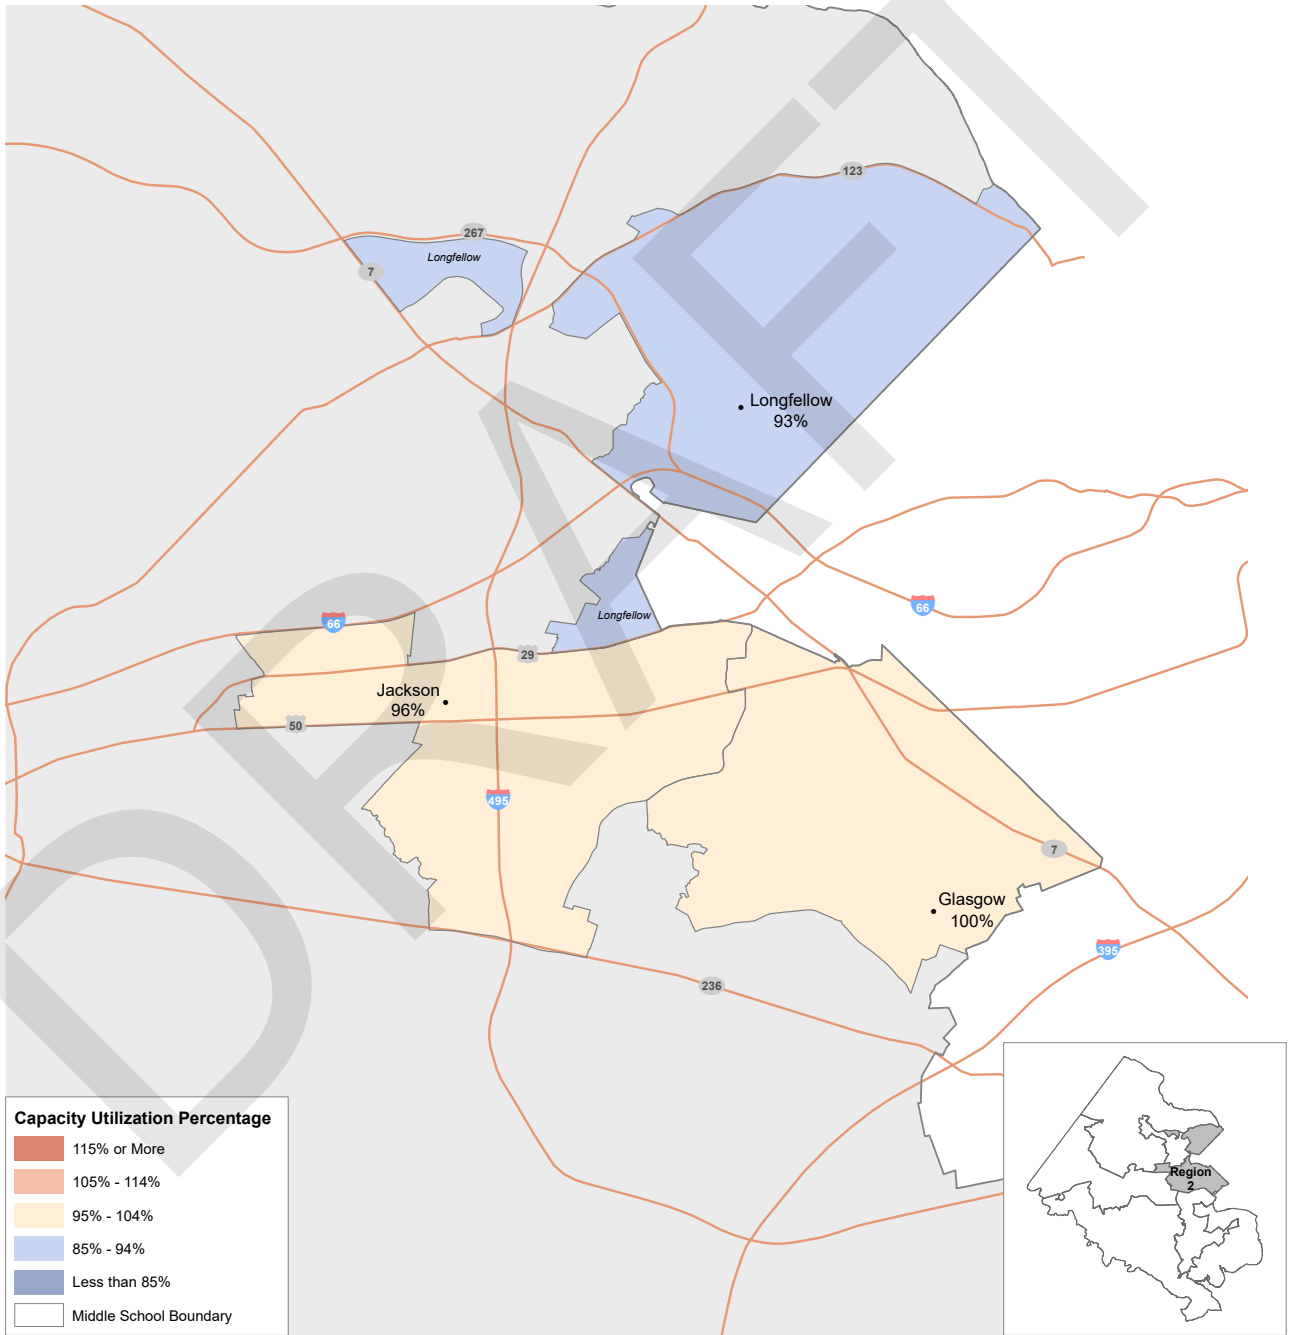 123
267
Longfellow
7
Longfellow
93%
66
66
Longfellow
29
Jackson
96%
50
495
7
Glasgow
100%
395
236
DRAFT
Capacity Utilization Percentage
115% or More
105% - 114%
95% - 104%
85% - 94%
Less than 85%
Middle School Boundary
Region
2